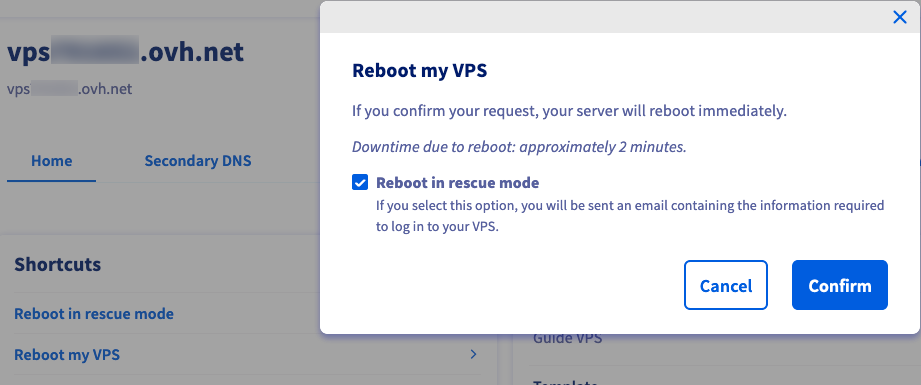 vps .ovh.net
vps .ovh.net
Home
Secondary DNS
Shortcuts
Reboot in rescue mode
Reboot my VPS
Reboot my VPS
If you confirm your request, your server will reboot immediately.
Downtime due to reboot: approximately 2 minutes.
Reboot in rescue mode
If you select this option, you will be sent an email containing the information required
to log in to your VPS.
Cancel
Confirm
Guide VPS
Template